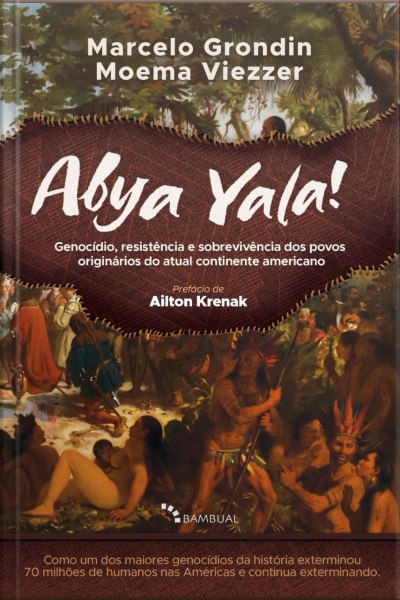 Marcelo Grondin
Moema Viezzer
Abya Yala!
Genocídio, resistência e sobrevivência dos povos
originários do atual continente americano
Prefácio de
Ailton Krenak
BAMBUAL
Como um dos maiores genocídios da história exterminou
70 milhões de humanos nas Américas e continua exterminando.